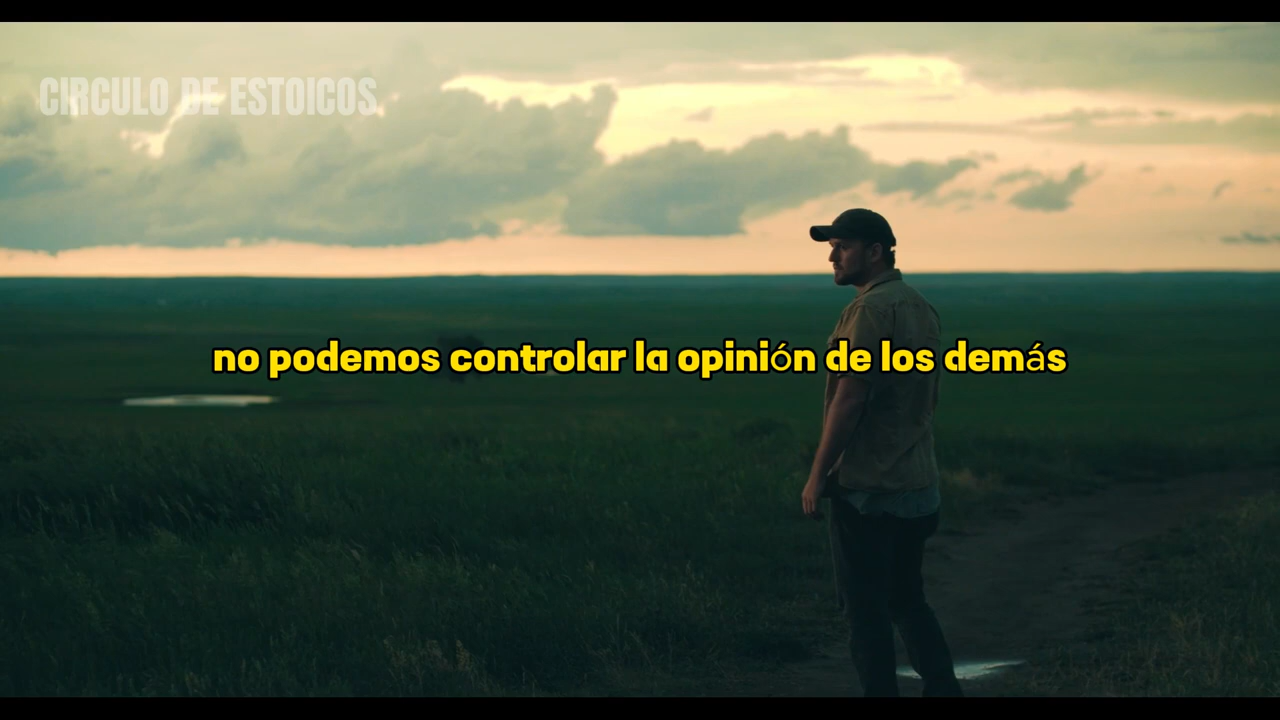 CIRCULO DE ESTOICOS
no podemos controlar la opinión de los demás